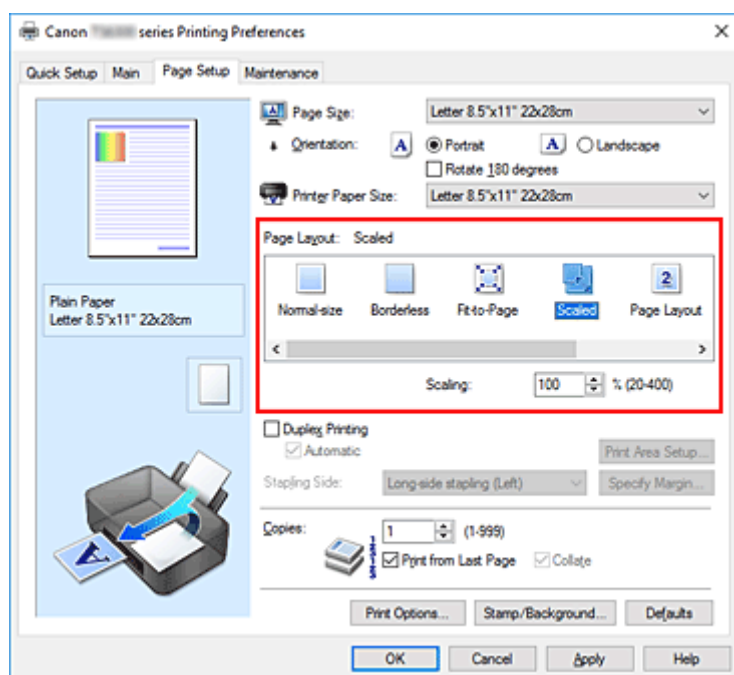 Canon series Printing Preferences
Quick Setup Main Page Setup Maintenance
Page Size: Letter 8.5"x11" 22x28cm
Orientation: A Portrait A Landscape
Rotate 180 degrees
Printer Paper Size: Letter 8.5"x11" 22x28cm
Page Layout: Scaled
Normal-size Borderless Fit-to-Page Scaled 2 Page Layout
Scaling: 100 % (20-400)
Plain Paper
Letter 8.5"x11" 22x28cm
Duplex Printing
Automatic
Print Area Setup...
Stapling Side: Long-side stapling (Left) Specify Margin...
Copies: 1 (1-999)
Print from Last Page Collate
A
Print Options... Stamp/Background... Defaults
OK Cancel Apply Help